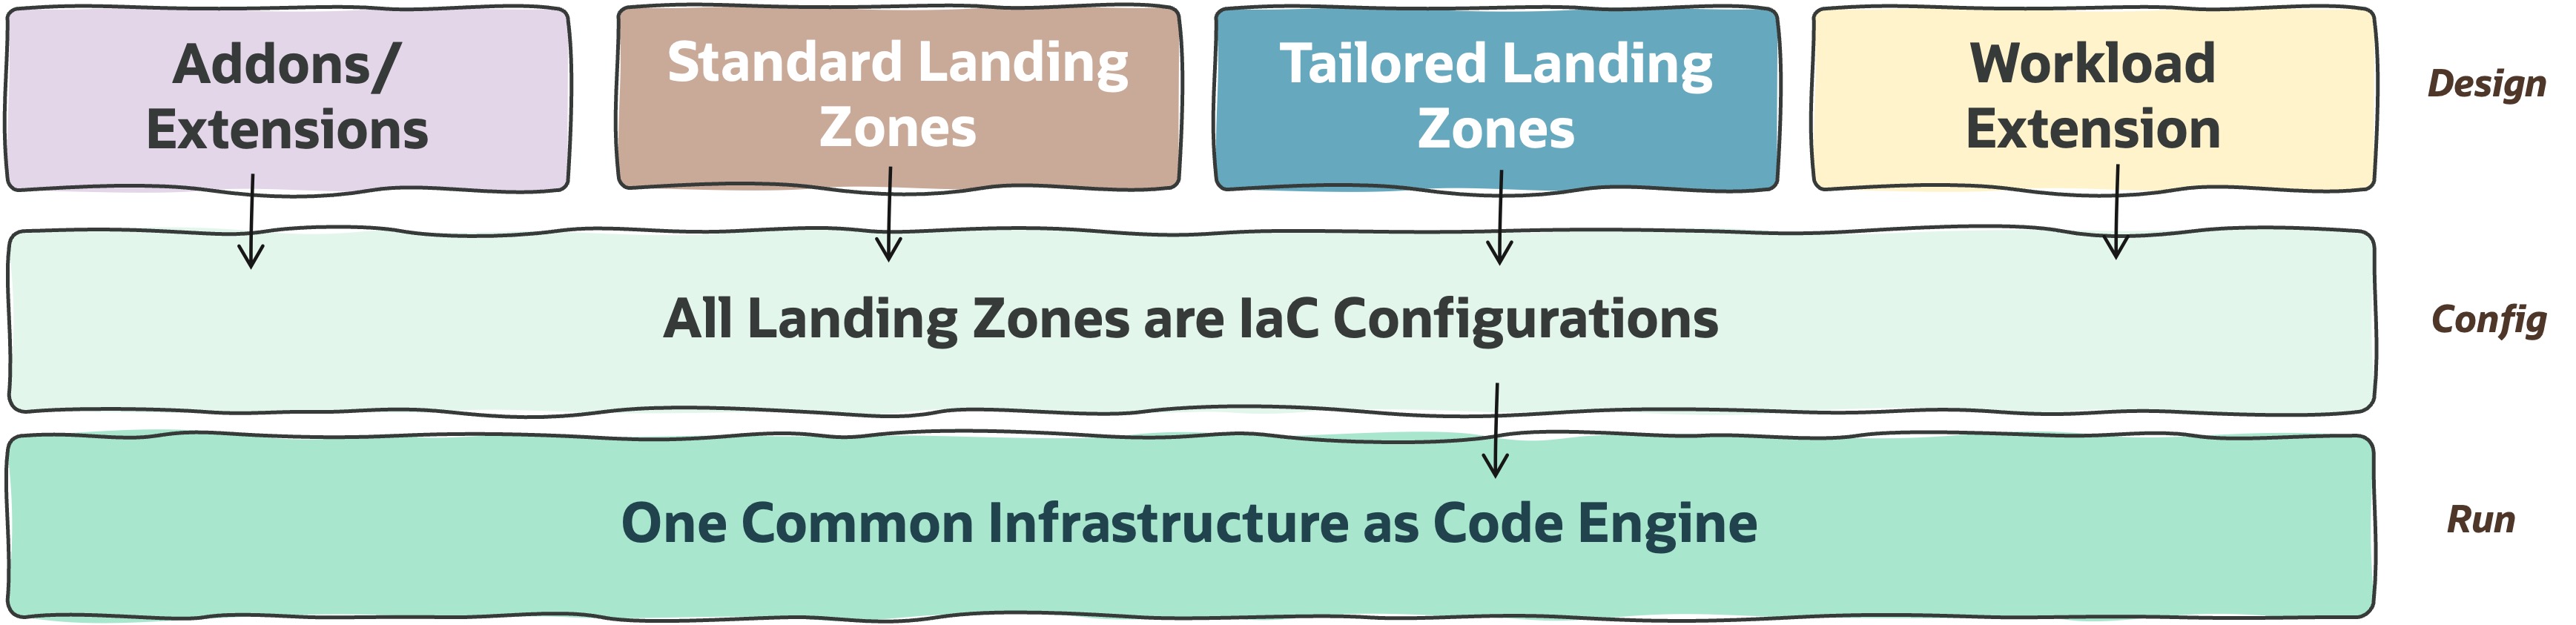 Addons/
Extensions
Standard Landing
Zones
Tailored Landing
Zones
Workload
Extension
Design
All Landing Zones are IaC Configurations
Config
One Common Infrastructure as Code Engine
Run